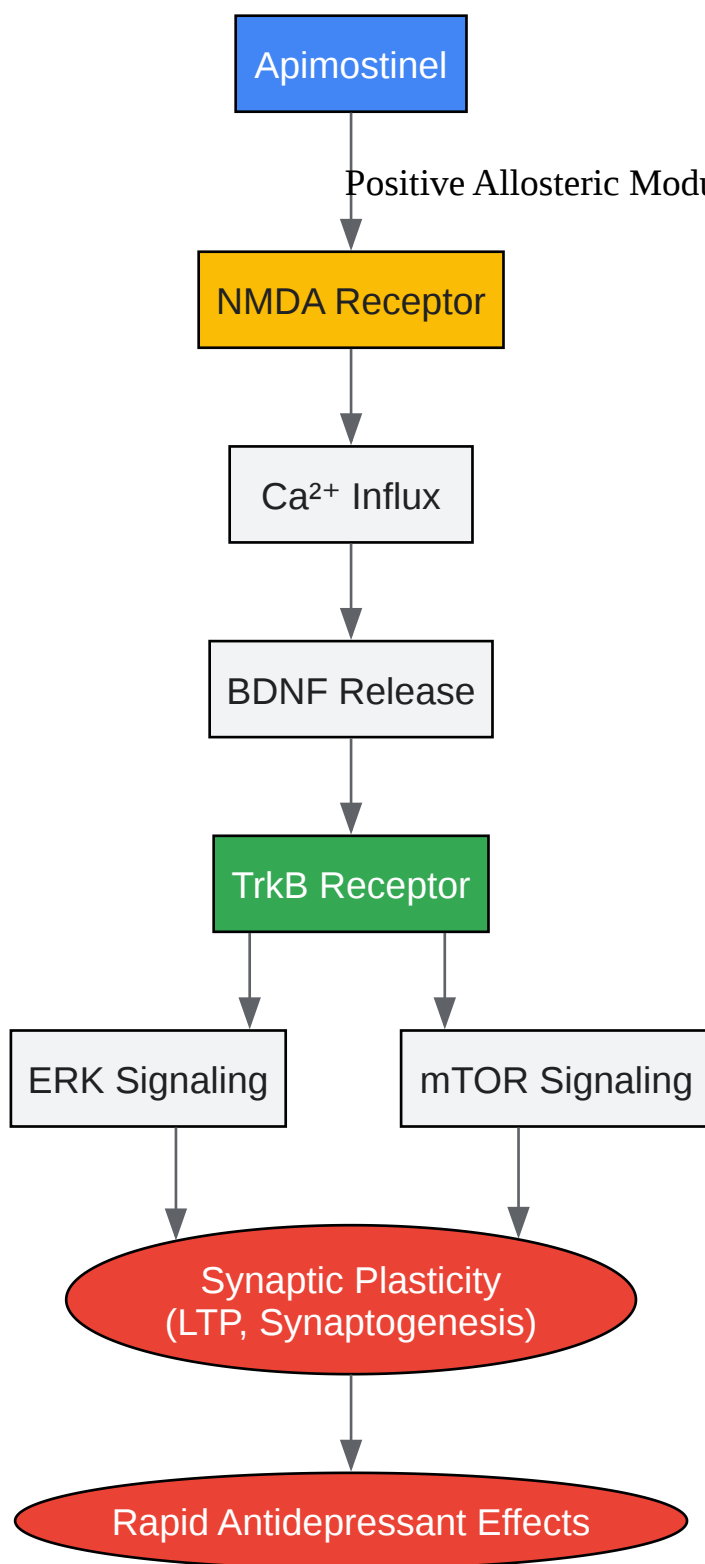 Apimostinel
Positive Allosteric Modu
NMDA Receptor
Ca²⁺ Influx
BDNF Release
TrkB Receptor
ERK Signaling
mTOR Signaling
Synaptic Plasticity
(LTP, Synaptogenesis)
Rapid Antidepressant Effects